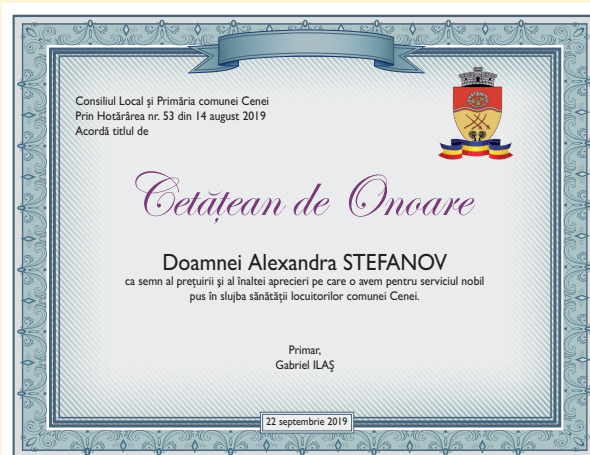 Consiliul Local și Primăria comunei Cenei
Prin Hotărârea nr. 53 din 14 august 2019
Acordă titlul de
Cetățean de Onoare
Doamnei Alexandra STEFANOV
ca semn al prețuirii și al înaltei aprecieri pe care o avem pentru serviciul nobil
pus în slujba sănătății locuitorilor comunei Cenei.
Primar,
Gabriel ILAȘ
22 septembrie 2019